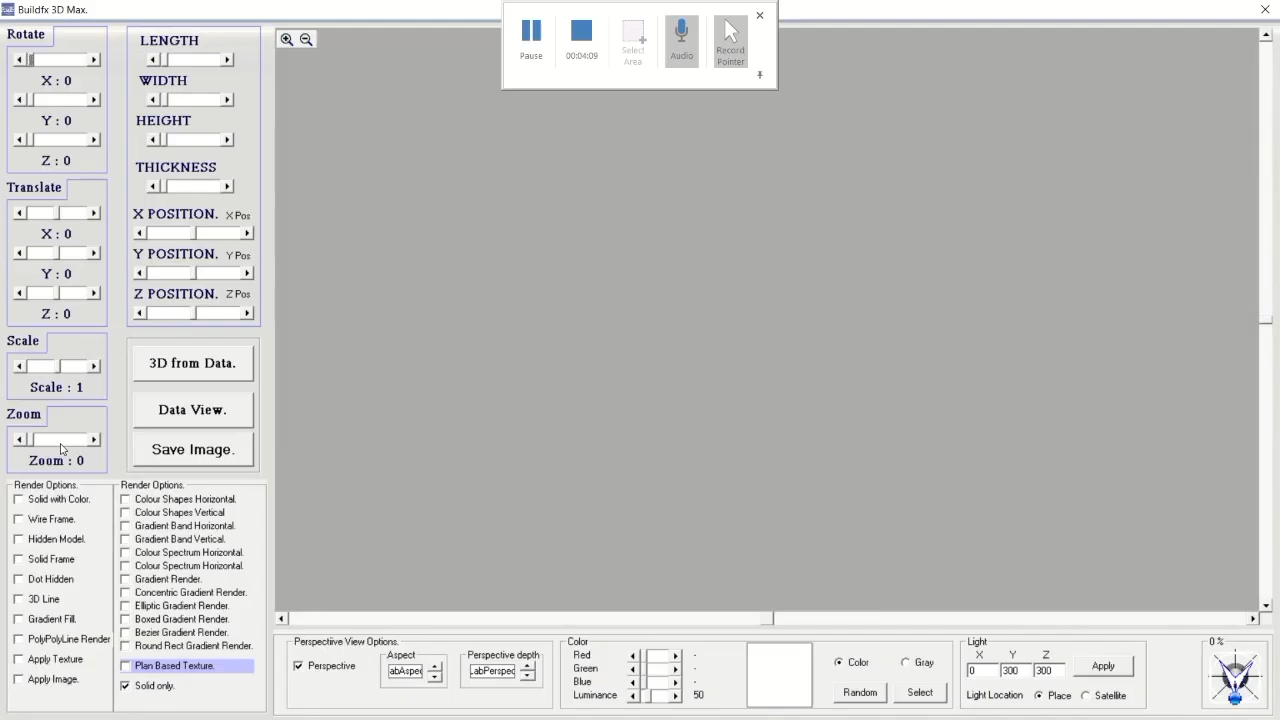 Buildfx 3D Max.
Pause
00:04:09
Select Area
Audio
Record Pointer
Rotate
X : 0
Y : 0
Z : 0
Translate
X : 0
Y : 0
Z : 0
Scale
Scale : 1
Zoom
Zoom : 0
LENGTH
WIDTH
HEIGHT
THICKNESS
X POSITION. X Pos
Y POSITION. Y Pos
Z POSITION. Z Pos
3D from Data.
Data View.
Save Image.
Render Options.
Solid with Color.
Wire Frame.
Hidden Model.
Solid Frame
Dot Hidden
3D Line
Gradient Fill.
PolyPolyLine Render
Apply Texture
Apply Image.
Render Options.
Colour Shapes Horizontal.
Colour Shapes Vertical
Gradient Band Horizontal.
Gradient Band Vertical.
Colour Spectrum Horizontal.
Colour Spectrum Horizontal.
Gradient Render.
Concentric Gradient Render.
Elliptic Gradient Render.
Boxed Gradient Render.
Bezier Gradient Render.
Round Rect Gradient Render.
Plan Based Texture.
Solid only.
Perspective View Options.
Perspective
Aspect
abAspe
Perspective depth
.abPerspec
Color
Red -
Green -
Blue -
Luminance 50
Color Gray
Random Select
Light
X Y Z
0 300 300 Apply
Light Location Place Satellite
0 %